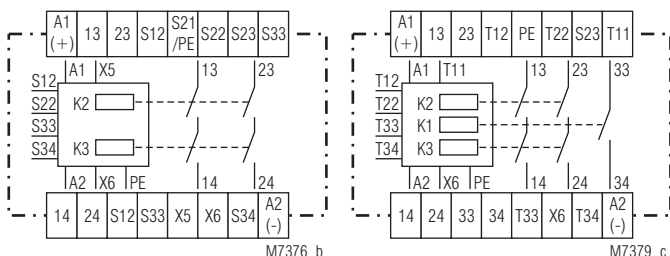 A1 (+) 13 23 S12 S21 /PE S22 S23 S33
A1 X5 13 23
S12
S22
S33
S34
K2
K3
A2 X6 PE 14 24
14 24 S12 S33 X5 X6 S34 A2 (-)
M7376_b
A1 (+) 13 23 T12 PE T22 S23 T11
A1 T11 13 23 33
T12
T22
T33
T34
K2
K1
K3
A2 X6 PE 14 24 34
14 24 33 34 T33 X6 T34 A2 (-)
M7379_c